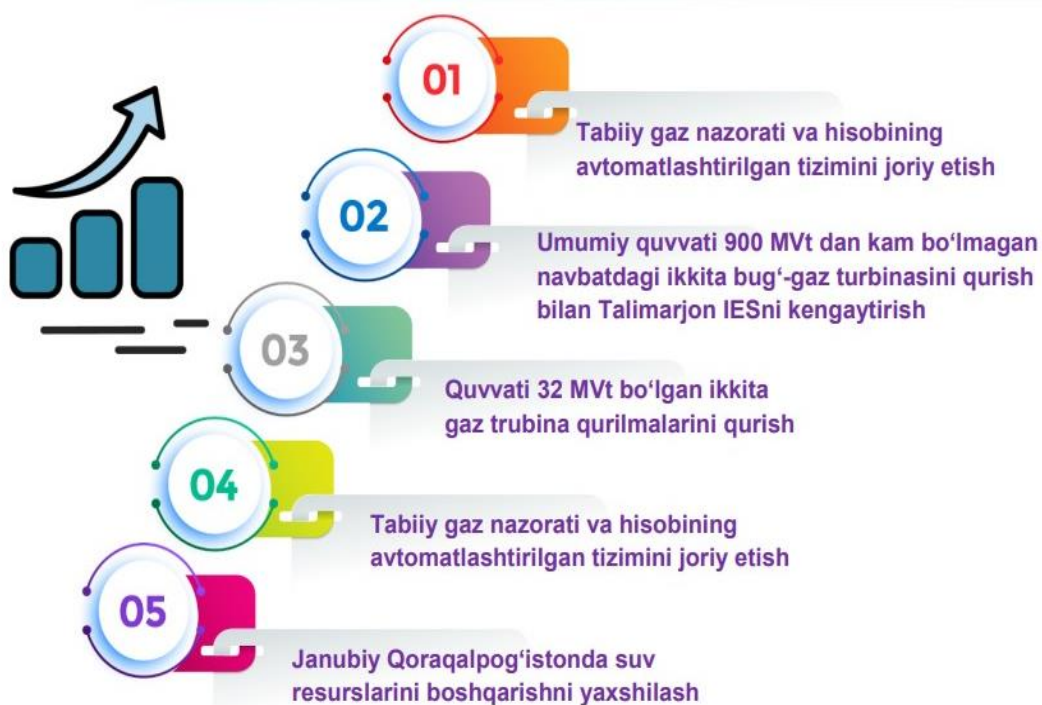 01
Tabiiy gaz nazorati va hisobining
avtomatlashtirilgan tizimini joriy etish
02
Umumiy quvvati 900 MVt dan kam bo‘lmagan
navbatdagi ikkita bug‘-gaz turbinasini qurish
bilan Talimarjon IESni kengaytirish
03
Quvvati 32 MVt bo‘lgan ikkita
gaz trubina qurilmalarini qurish
04
Tabiiy gaz nazorati va hisobining
avtomatlashtirilgan tizimini joriy etish
05
Janubiy Qoraqalpog‘istonda suv
resurslarini boshqarishni yaxshilash